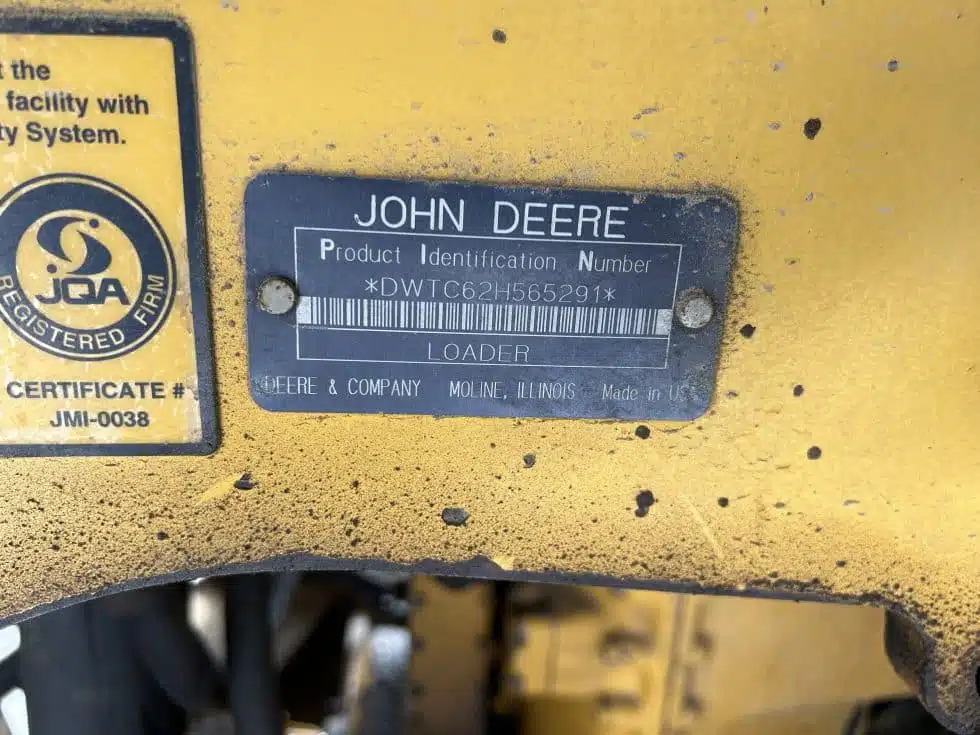 t the
facility with
ty System.
JQA
REGISTERED FIRM
CERTIFICATE #
JMI-0038
JOHN DEERE
Product Identification Number
*DWTC62H565291*
LOADER
DEERE & COMPANY MOLINE, ILLINOIS Made in US